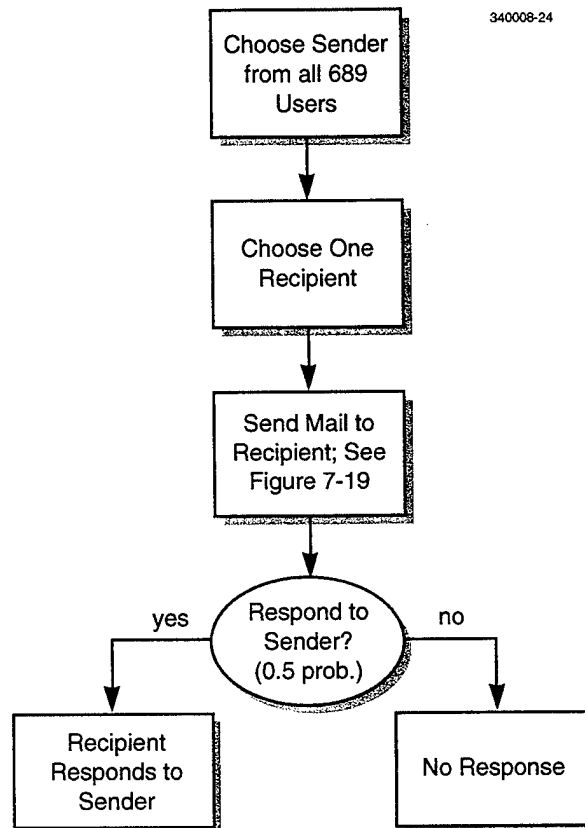 340008-24
Choose Sender
from all 689
Users
Choose One
Recipient
Send Mail to
Recipient; See
Figure 7-19
Respond to
Sender?
(0.5 prob.)
yes
no
Recipient
Responds to
Sender
No Response